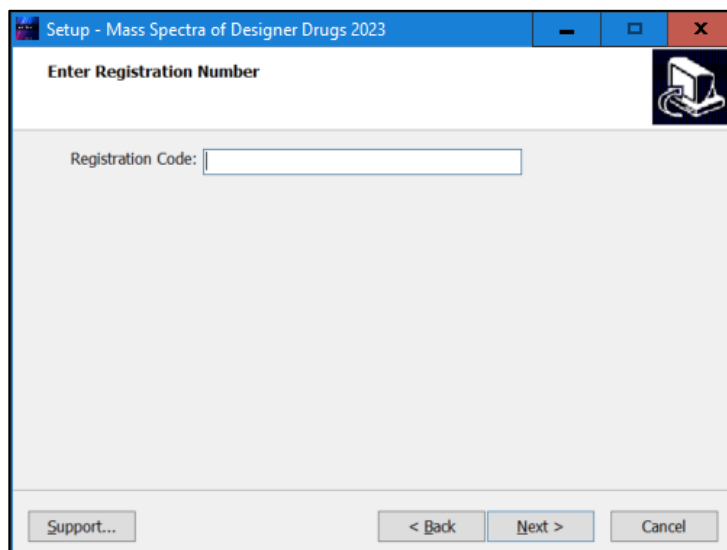 Setup - Mass Spectra of Designer Drugs 2023
Enter Registration Number
Registration Code:
Support...
< Back
Next >
Cancel